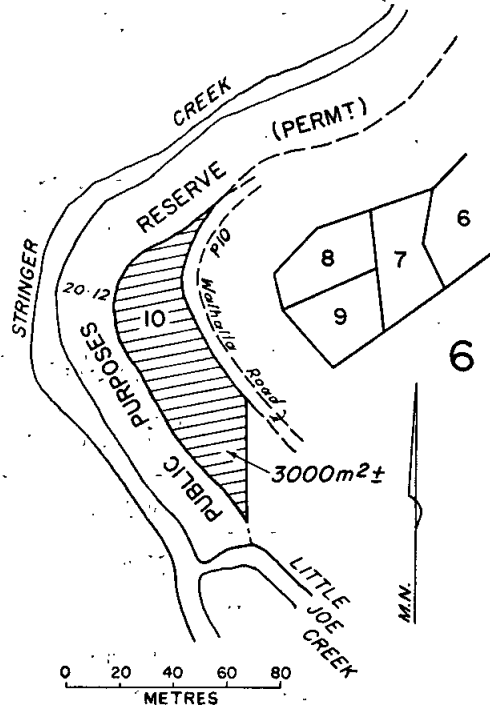 CREEK
(PERMT.)
RESERVE
STRINGER
P10
6
8
7
9
20·12
10
Walhalla
Road
PURPOSES
6
PUBLIC
3000m²±
LITTLE
JOE
CREEK
M.N.
0 20 40 60 80
METRES